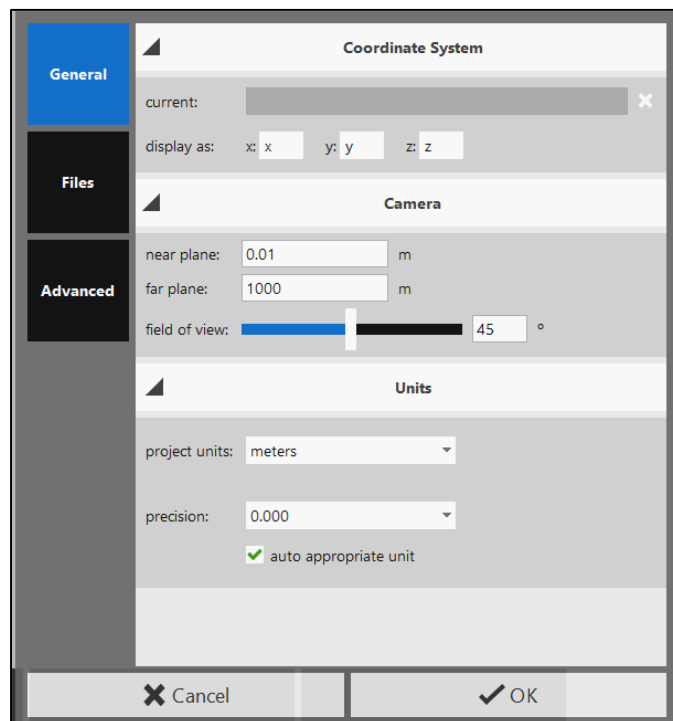 General
Files
Advanced
Coordinate System
current:
display as: x: x y: y z: z
Camera
near plane: 0.01 m
far plane: 1000 m
field of view: 45 °
Units
project units: meters
precision: 0.000
auto appropriate unit
Cancel
OK